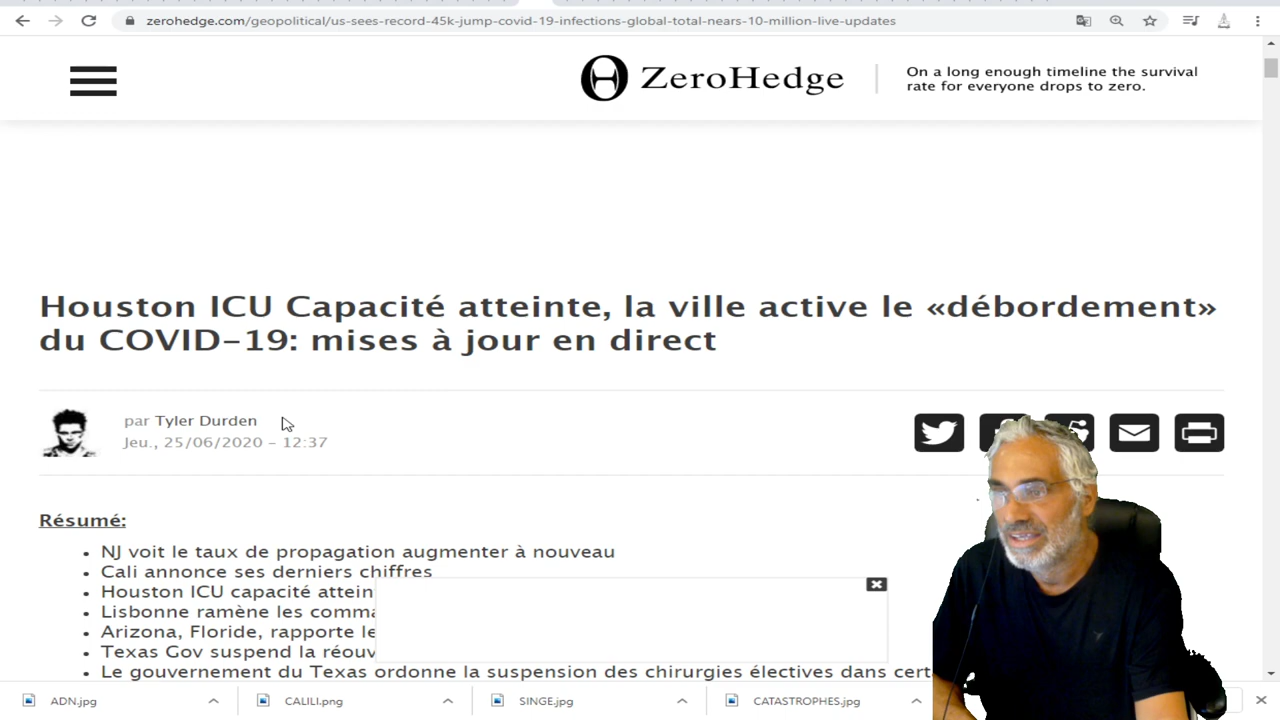 zerohedge.com/geopolitical/us-sees-record-45k-jump-covid-19-infections-global-total-nears-10-million-live-updates
ZeroHedge
On a long enough timeline the survival
rate for everyone drops to zero.
Houston ICU Capacité atteinte, la ville active le «débordement»
du COVID-19: mises à jour en direct
par Tyler Durden
Jeu., 25/06/2020 - 12:37
Résumé:
• NJ voit le taux de propagation augmenter à nouveau
• Cali annonce ses derniers chiffres
• Houston ICU capacité
• Lisbonne ramène les
• Arizona, Floride, rapporte
• Texas Gov suspend la
• Le gouvernement du Texas ordonne la suspension des chirurgies électives dans
ADN.jpg
CALILI.png
SINGE.jpg
CATASTROPHES.jpg